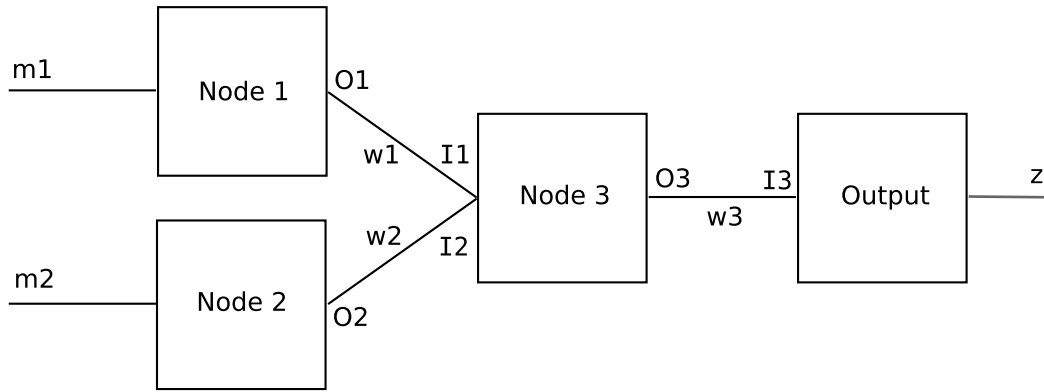 m1
Node 1
O1
w1
I1
m2
Node 2
O2
w2
I2
Node 3
O3
w3
I3
Output
z